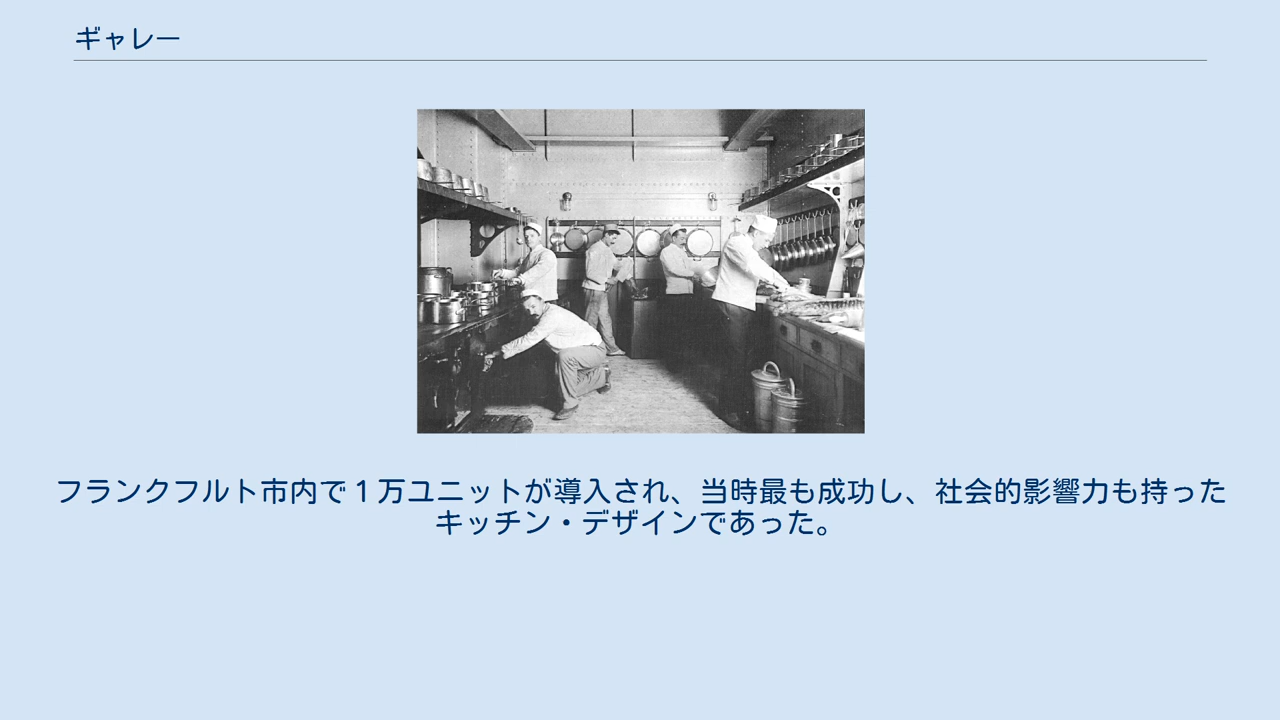 ギャレー
フランクフルト市内で１万ユニットが導入され、当時最も成功し、社会的影響力も持った
キッチン・デザインであった。